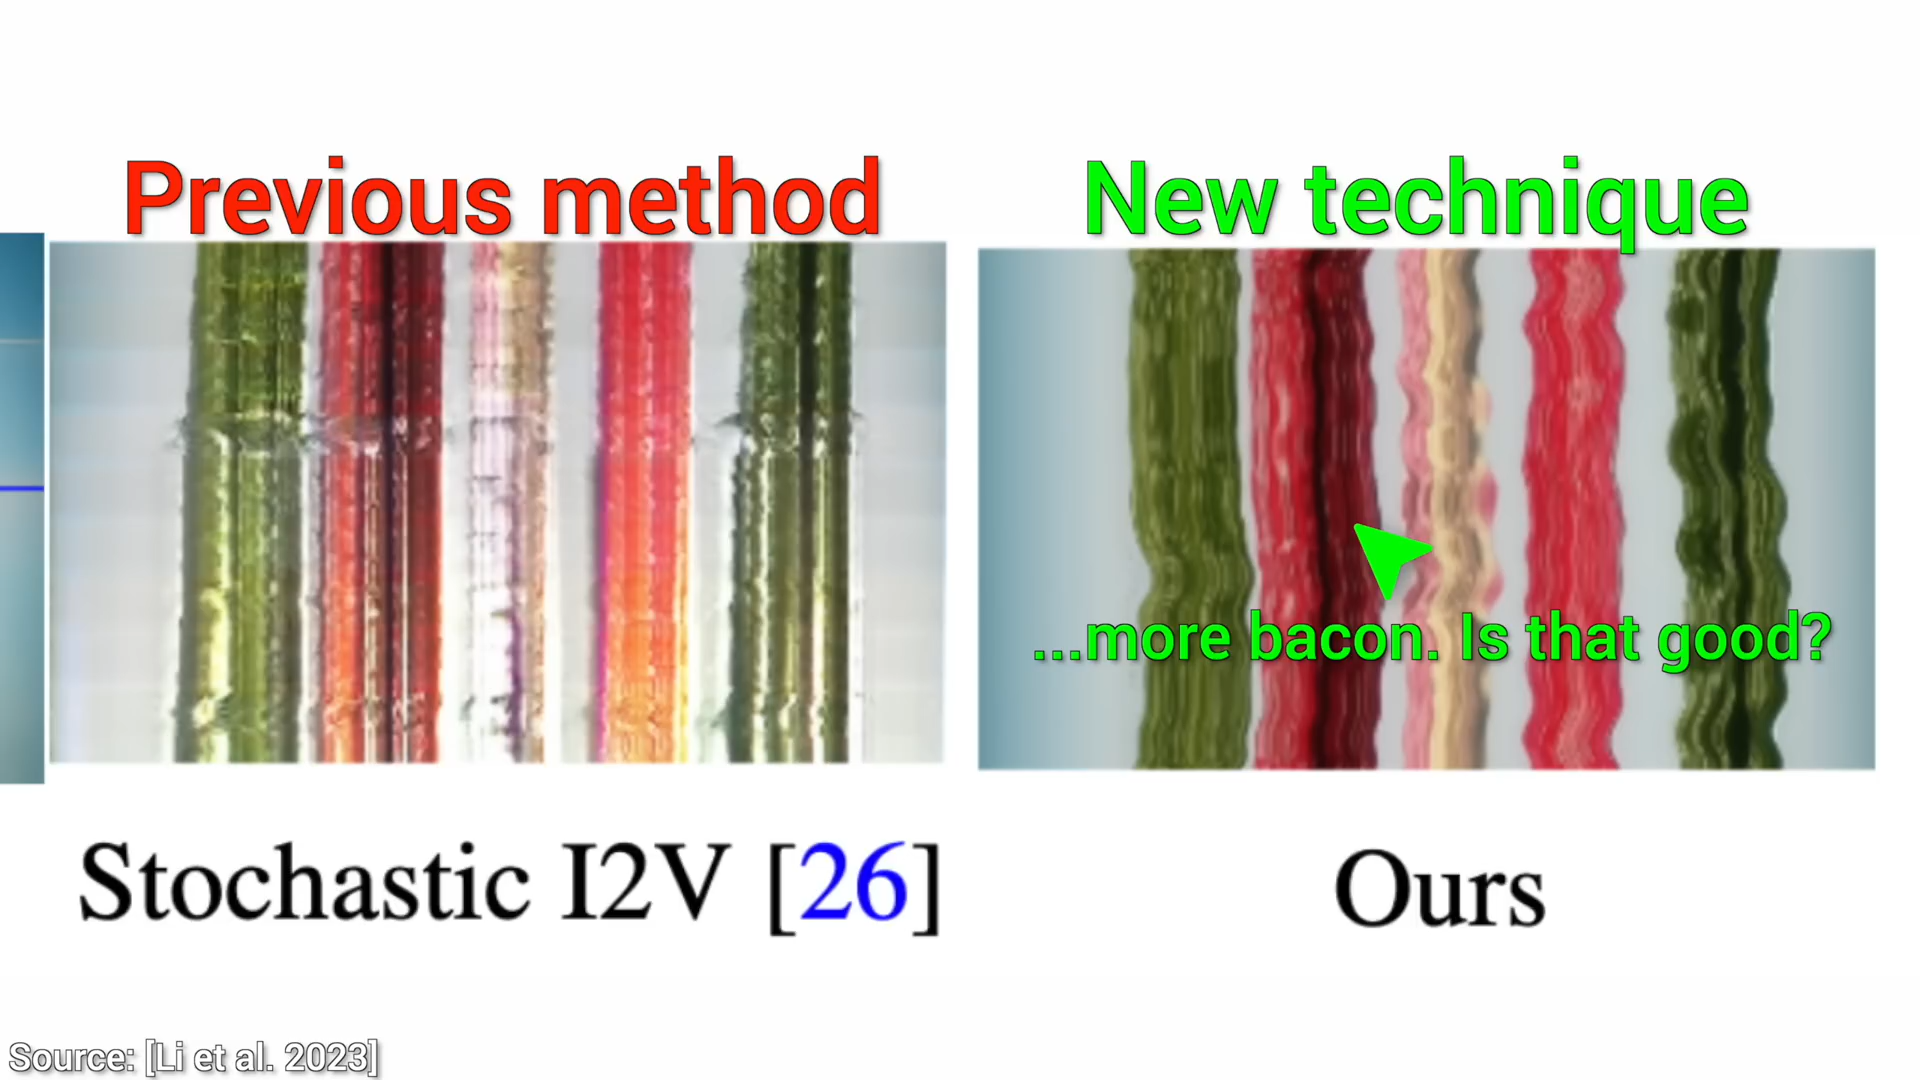 Previous method
New technique
...more bacon. Is that good?
Stochastic I2V [26]
Ours
Source: [Li et al. 2023]